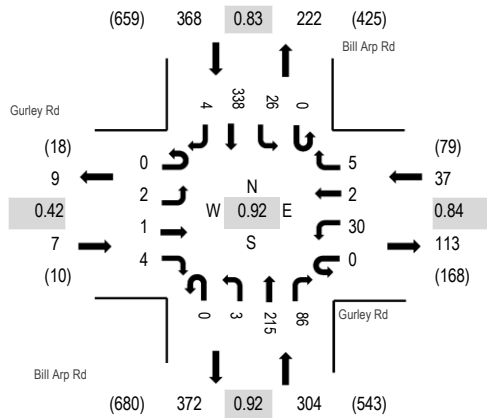 (659) 368 0.83 222 (425)
Bill Arp Rd
4 338 26 0
Gurley Rd
(18)
9
0.42
7
(10)
0
2
1
4
N
W 0.92 E
S
5
2
30
0
(79)
37
0.84
113
(168)
0 3 215 86
Gurley Rd
Bill Arp Rd
(680) 372 0.92 304 (543)